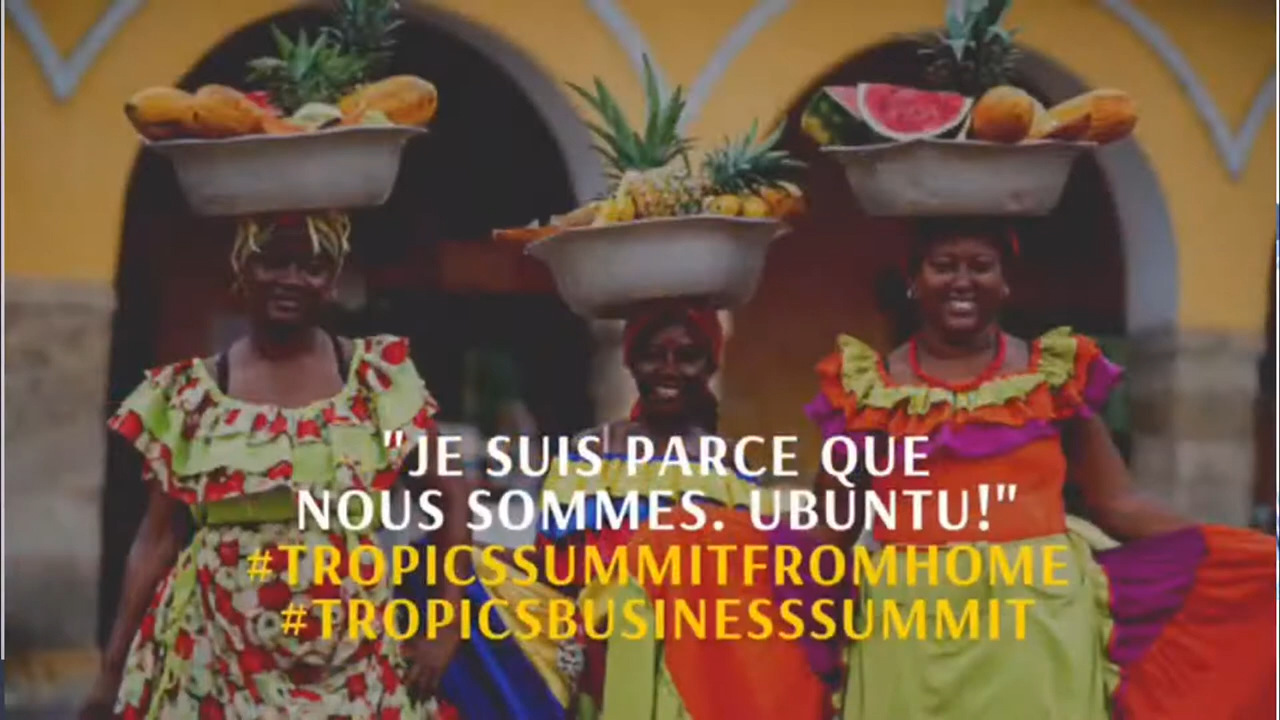 "JE SUIS PARCE QUE
NOUS SOMMES. UBUNTU!"
#TROPICSSUMMITFROMHOME
#TROPICSBUSINESSSUMMIT